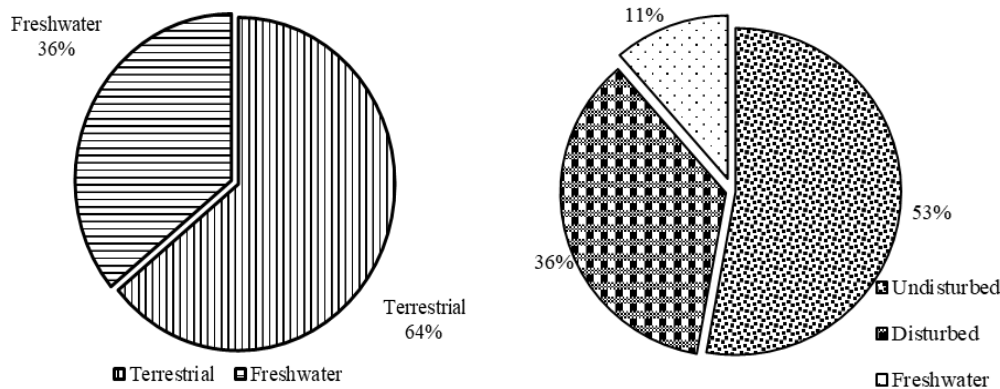 Freshwater
36%
Terrestrial
64%
Terrestrial Freshwater
11%
53%
36%
Undisturbed
Disturbed
Freshwater